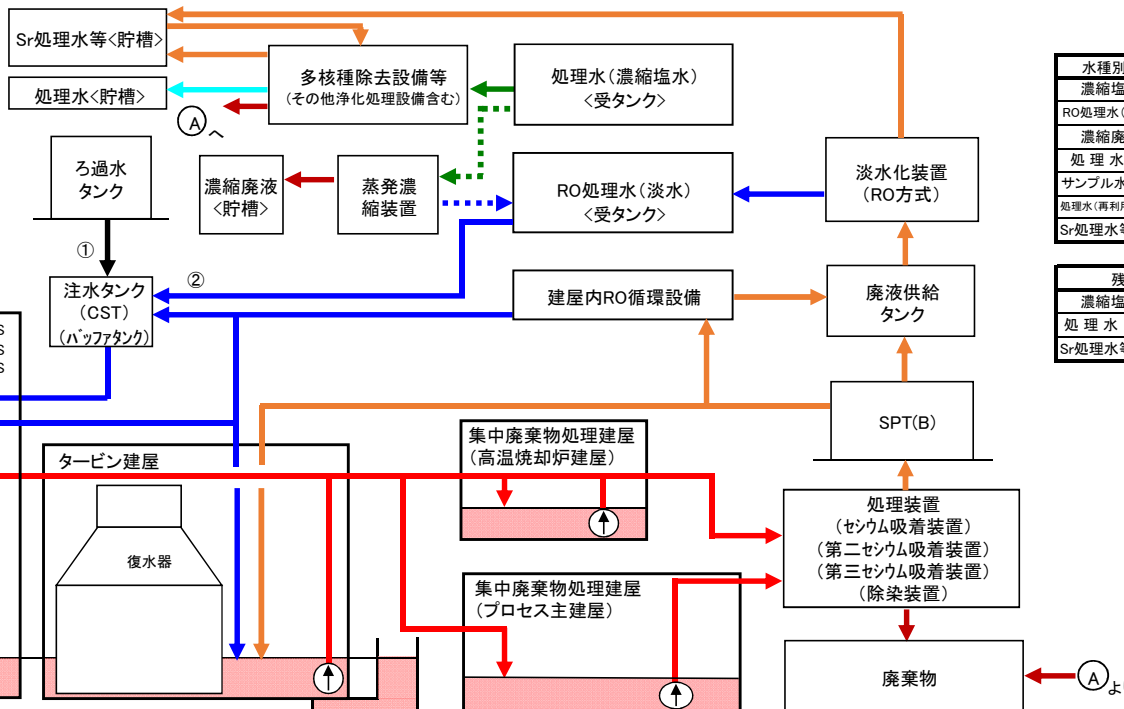 Sr処理水等<貯槽>
処理水<貯槽>
多核種除去設備等
(その他浄化処理設備含む)
処理水(濃縮塩水)
<受タンク>
Aへ
ろ過水
タンク
濃縮廃液
<貯槽>
蒸発濃
縮装置
RO処理水(淡水)
<受タンク>
淡水化装置
(RO方式)
①
②
注水タンク
(CST)
(バッファタンク)
建屋内RO循環設備
廃液供給
タンク
SPT(B)
S
S
S
タービン建屋
復水器
集中廃棄物処理建屋
(高温焼却炉建屋)
集中廃棄物処理建屋
(プロセス主建屋)
処理装置
(セシウム吸着装置)
(第二セシウム吸着装置)
(第三セシウム吸着装置)
(除染装置)
廃棄物
Aよ
水種別
濃縮塩
RO処理水(
濃縮廃
処理水
サンプル水
処理水(再利用
Sr処理水等
残
濃縮塩
処理水
Sr処理水等